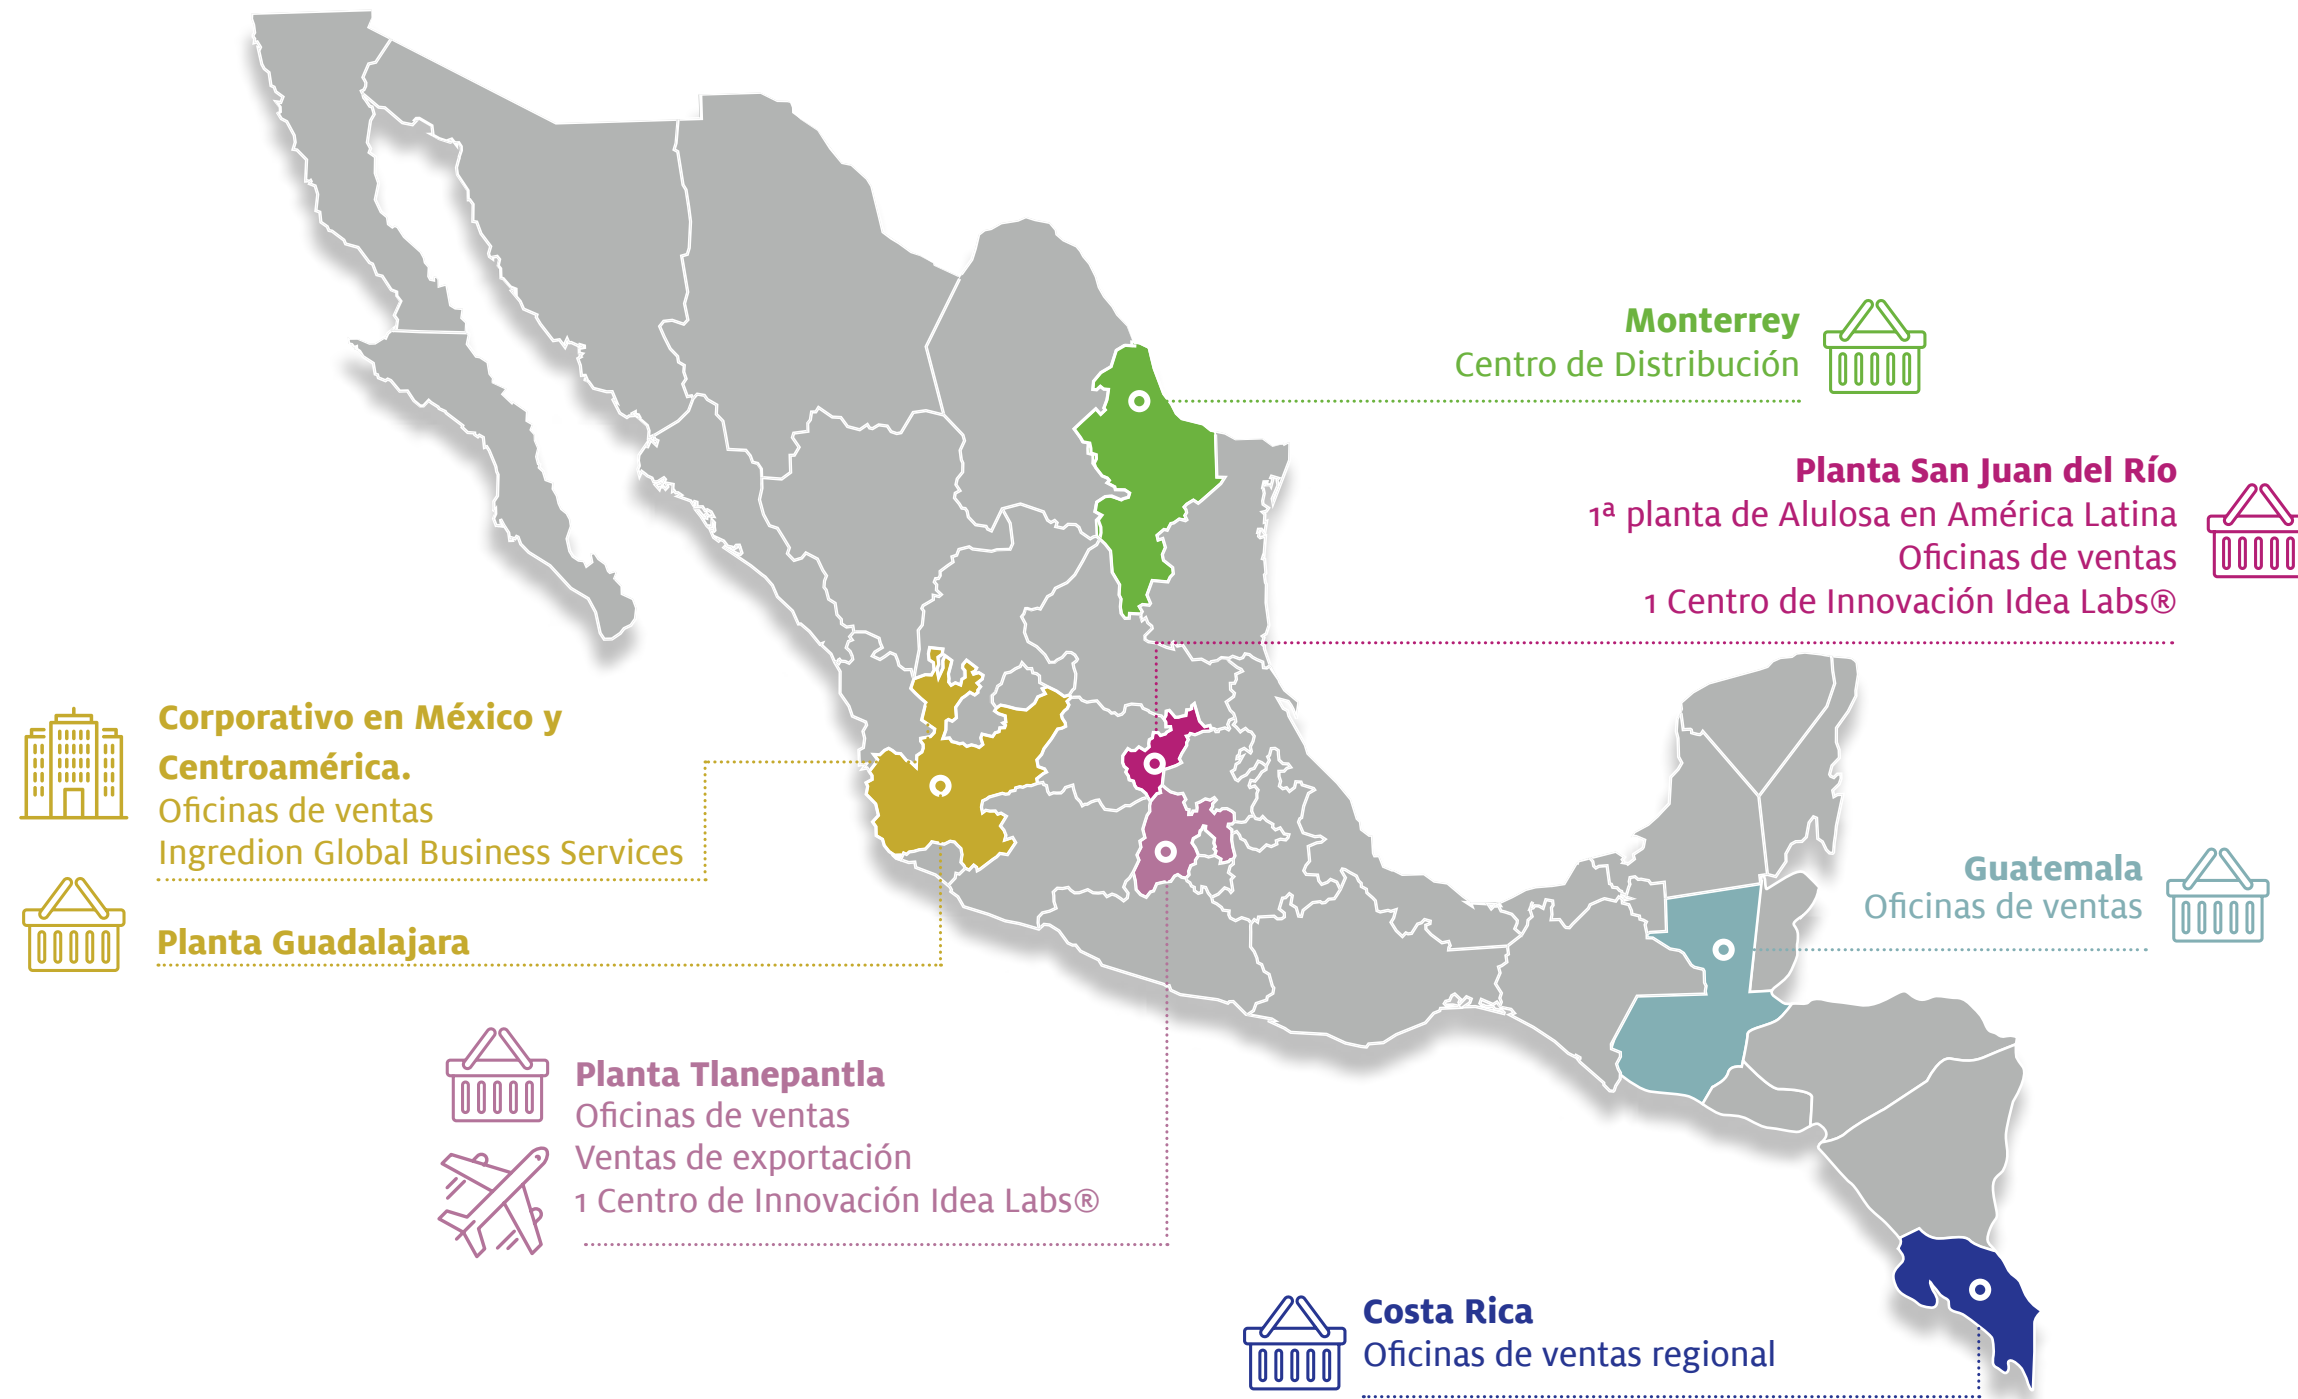 Monterrey
Centro de Distribución
Planta San Juan del Río
1ª planta de Alulosa en América Latina
Oficinas de ventas
1 Centro de Innovación Idea Labs®
Corporativo en México y
Centroamérica.
Oficinas de ventas
Ingredion Global Business Services
Planta Guadalajara
Guatemala
Oficinas de ventas
Planta Tlanepantla
Oficinas de ventas
Ventas de exportación
1 Centro de Innovación Idea Labs®
Costa Rica
Oficinas de ventas regional